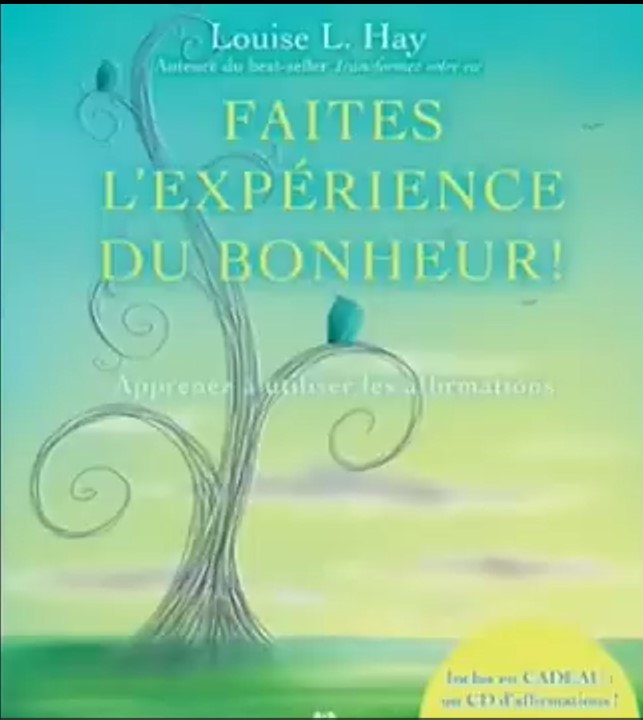 Louise L. Hay
Auteure du best-seller Transformez votre vie
FAITES
L'EXPÉRIENCE
DU BONHEUR!
Apprenez à utiliser les affirmations
Inclus en CADEAU :
un CD d'affirmations!